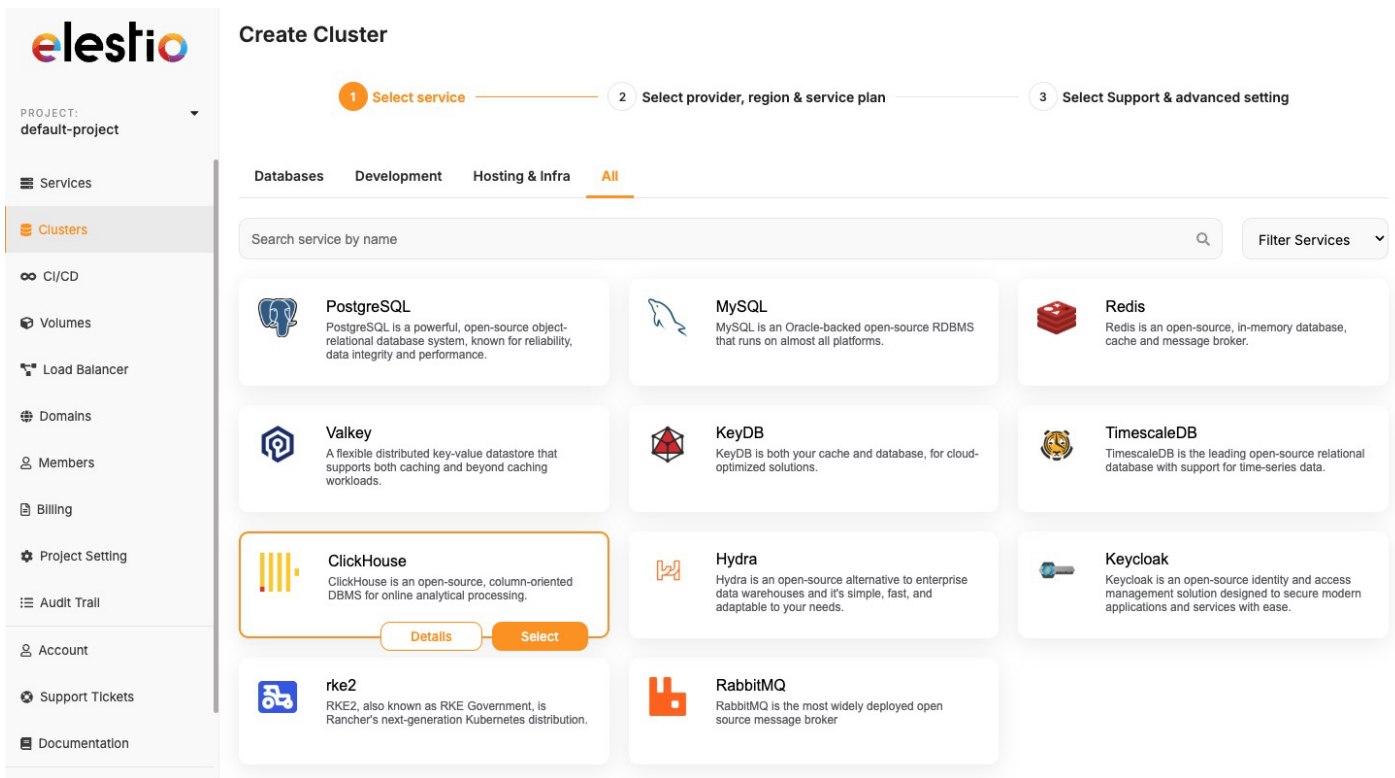 elestio
PROJECT:
default-project
Services
Clusters
CI/CD
Volumes
Load Balancer
Domains
Members
Billing
Project Setting
Audit Trail
Account
Support Tickets
Documentation
Create Cluster
1 Select service
2 Select provider, region & service plan
3 Select Support & advanced setting
Databases Development Hosting & Infra All
Search service by name
Filter Services
PostgreSQL
PostgreSQL is a powerful, open-source object-
relational database system, known for reliability,
data integrity and performance.
MySQL
MySQL is an Oracle-backed open-source RDBMS
that runs on almost all platforms.
Redis
Redis is an open-source, in-memory database,
cache and message broker.
Valkey
A flexible distributed key-value datastore that
supports both caching and beyond caching
workloads.
KeyDB
KeyDB is both your cache and database, for cloud-
optimized solutions.
TimescaleDB
TimescaleDB is the leading open-source relational
database with support for time-series data.
ClickHouse
ClickHouse is an open-source, column-oriented
DBMS for online analytical processing.
Details
Select
Hydra
Hydra is an open-source alternative to enterprise
data warehouses and it's simple, fast, and
adaptable to your needs.
Keycloak
Keycloak is an open-source identity and access
management solution designed to secure modern
applications and services with ease.
rke2
RKE2, also known as RKE Government, is
Rancher's next-generation Kubernetes distribution.
RabbitMQ
RabbitMQ is the most widely deployed open
source message broker